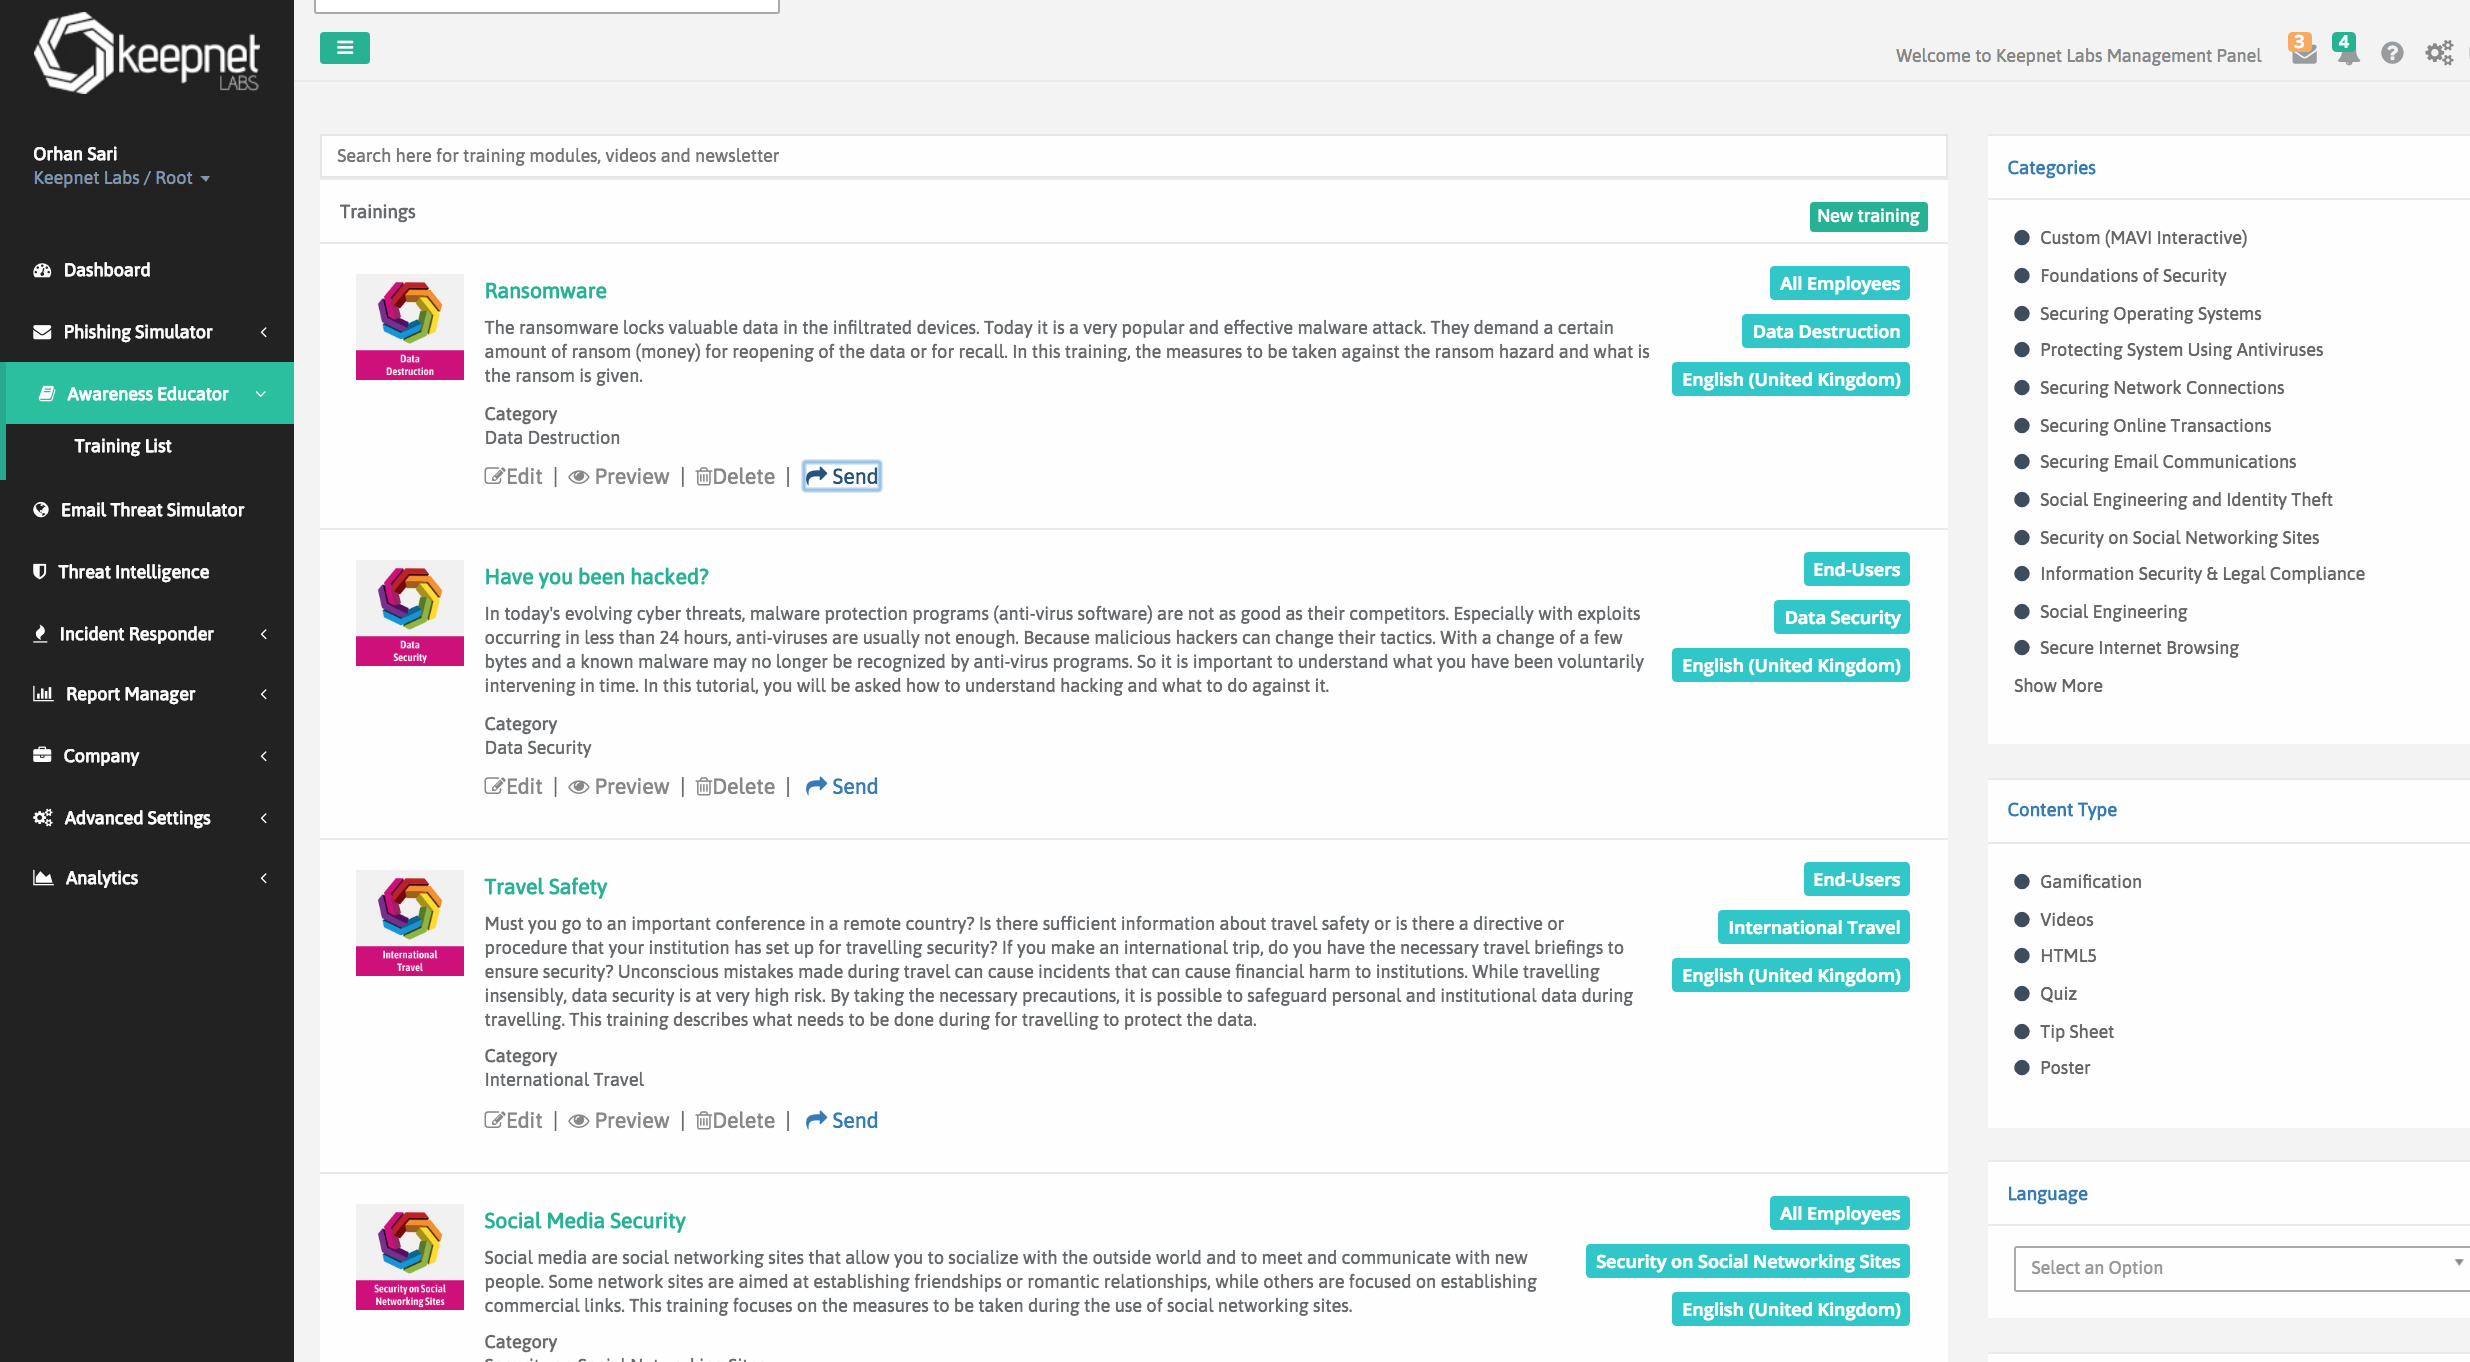 keepnet
LABS
Orhan Sari
Keepnet Labs / Root
Dashboard
Phishing Simulator
Awareness Educator
Training List
Email Threat Simulator
Threat Intelligence
Incident Responder
Report Manager
Company
Advanced Settings
Analytics
Welcome to Keepnet Labs Management Panel
3
4
Search here for training modules, videos and newsletter
Trainings
New training
Data
Destruction
Ransomware
The ransomware locks valuable data in the infiltrated devices. Today it is a very popular and effective malware attack. They demand a certain
amount of ransom (money) for reopening of the data or for recall. In this training, the measures to be taken against the ransom hazard and what is
the ransom is given.
Category
Data Destruction
Edit | Preview | Delete | Send
All Employees
Data Destruction
English (United Kingdom)
Data
Security
Have you been hacked?
In today's evolving cyber threats, malware protection programs (anti-virus software) are not as good as their competitors. Especially with exploits
occurring in less than 24 hours, anti-viruses are usually not enough. Because malicious hackers can change their tactics. With a change of a few
bytes and a known malware may no longer be recognized by anti-virus programs. So it is important to understand what you have been voluntarily
intervening in time. In this tutorial, you will be asked how to understand hacking and what to do against it.
Category
Data Security
Edit | Preview | Delete | Send
End-Users
Data Security
English (United Kingdom)
International
Travel
Travel Safety
Must you go to an important conference in a remote country? Is there sufficient information about travel safety or is there a directive or
procedure that your institution has set up for travelling security? If you make an international trip, do you have the necessary travel briefings to
ensure security? Unconscious mistakes made during travel can cause incidents that can cause financial harm to institutions. While travelling
insensibly, data security is at very high risk. By taking the necessary precautions, it is possible to safeguard personal and institutional data during
travelling. This training describes what needs to be done during for travelling to protect the data.
Category
International Travel
Edit | Preview | Delete | Send
End-Users
International Travel
English (United Kingdom)
Security on Social
Networking Sites
Social Media Security
Social media are social networking sites that allow you to socialize with the outside world and to meet and communicate with new
people. Some network sites are aimed at establishing friendships or romantic relationships, while others are focused on establishing
commercial links. This training focuses on the measures to be taken during the use of social networking sites.
Category
All Employees
Security on Social Networking Sites
English (United Kingdom)
Categories
Custom (MAVI Interactive)
Foundations of Security
Securing Operating Systems
Protecting System Using Antiviruses
Securing Network Connections
Securing Online Transactions
Securing Email Communications
Social Engineering and Identity Theft
Security on Social Networking Sites
Information Security & Legal Compliance
Social Engineering
Secure Internet Browsing
Show More
Content Type
Gamification
Videos
HTML5
Quiz
Tip Sheet
Poster
Language
Select an Option